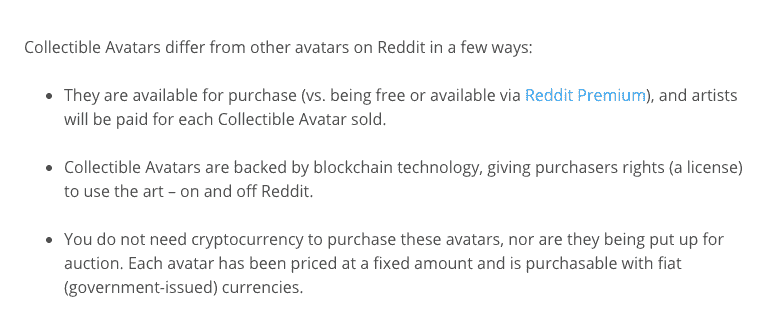 Collectible Avatars differ from other avatars on Reddit in a few ways:
• They are available for purchase (vs. being free or available via Reddit Premium), and artists
will be paid for each Collectible Avatar sold.
• Collectible Avatars are backed by blockchain technology, giving purchasers rights (a license)
to use the art – on and off Reddit.
• You do not need cryptocurrency to purchase these avatars, nor are they being put up for
auction. Each avatar has been priced at a fixed amount and is purchasable with fiat
(government-issued) currencies.